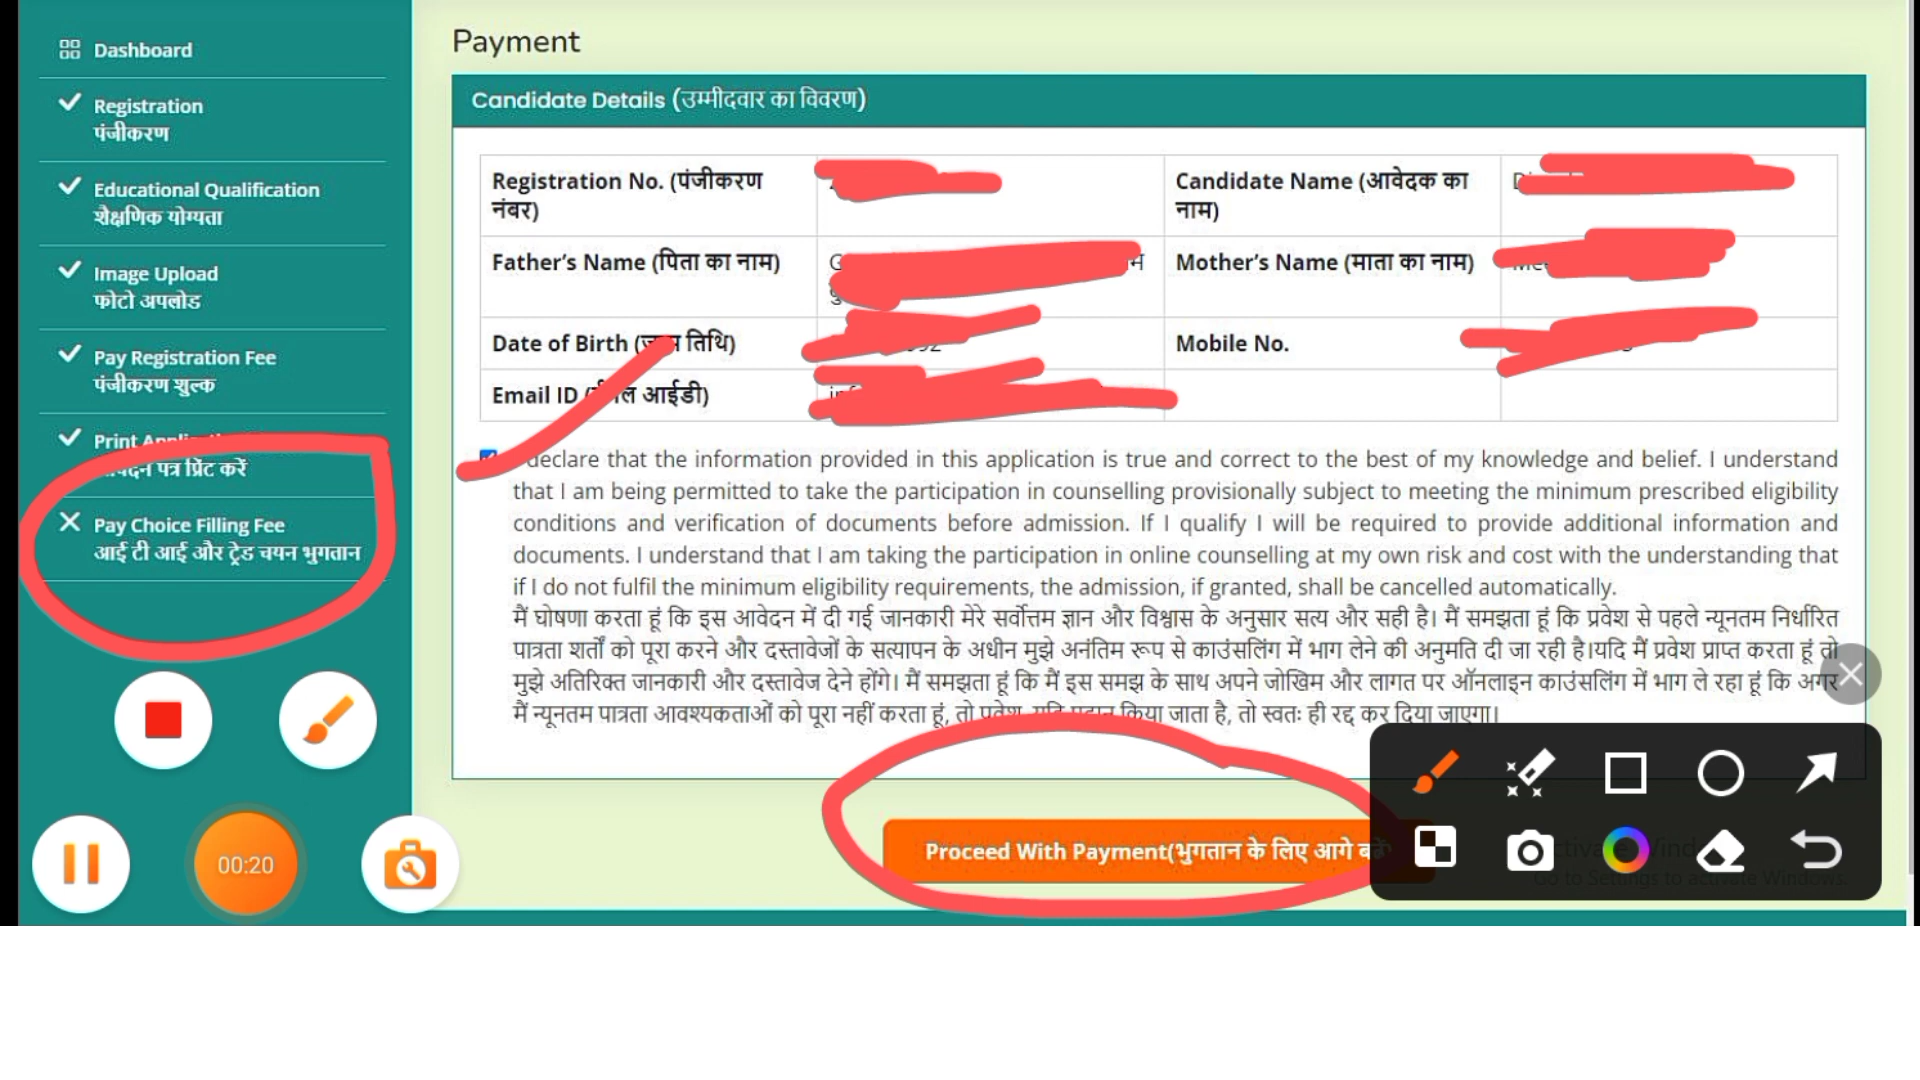 Dashboard
Registration
पंजीकरण
Educational Qualification
शैक्षणिक योग्यता
Image Upload
फोटो अपलोड
Pay Registration Fee
पंजीकरण शुल्क
Print
पत्र प्रिंट करें
Pay Choice Filling Fee
आई टी आई और ट्रेड चयन भुगतान
00:20
Payment
Candidate Details (उम्मीदवार का विवरण)
Registration No. (पंजीकरण
नंबर)
Candidate Name (आवेदक का
नाम)
Father's Name (पिता का नाम)
Mother's Name (माता का नाम)
Date of Birth ( तिथि)
Mobile No.
Email ID ( आईडी)
declare that the information provided in this application is true and correct to the best of my knowledge and belief. I understand
that I am being permitted to take the participation in counselling provisionally subject to meeting the minimum prescribed eligibility
conditions and verification of documents before admission. If I qualify I will be required to provide additional information and
documents. I understand that I am taking the participation in online counselling at my own risk and cost with the understanding that
if I do not fulfil the minimum eligibility requirements, the admission, if granted, shall be cancelled automatically.
मैं घोषणा करता हूं कि इस आवेदन में दी गई जानकारी मेरे सर्वोत्तम ज्ञान और विश्वास के अनुसार सत्य और सही है। मैं समझता हूं कि प्रवेश से पहले न्यूनतम निर्धारित
पात्रता शर्तों को पूरा करने और दस्तावेजों के सत्यापन के अधीन मुझे अनंतिम रूप से काउंसलिंग में भाग लेने की अनुमति दी जा रही है।यदि मैं प्रवेश प्राप्त करता हूं तो
मुझे अतिरिक्त जानकारी और दस्तावेज देने होंगे। मैं समझता हूं कि मैं इस समझ के साथ अपने जोखिम और लागत पर ऑनलाइन काउंसलिंग में भाग ले रहा हूं कि अगर
मैं न्यूनतम पात्रता आवश्यकताओं को पूरा नहीं करता हूं, तो प्रवेश, यदि प्रदान किया जाता है, तो स्वतः ही रद्द कर दिया जाएगा।
Proceed With Payment(भुगतान के लिए आगे
Go to Settings to activate Windows.